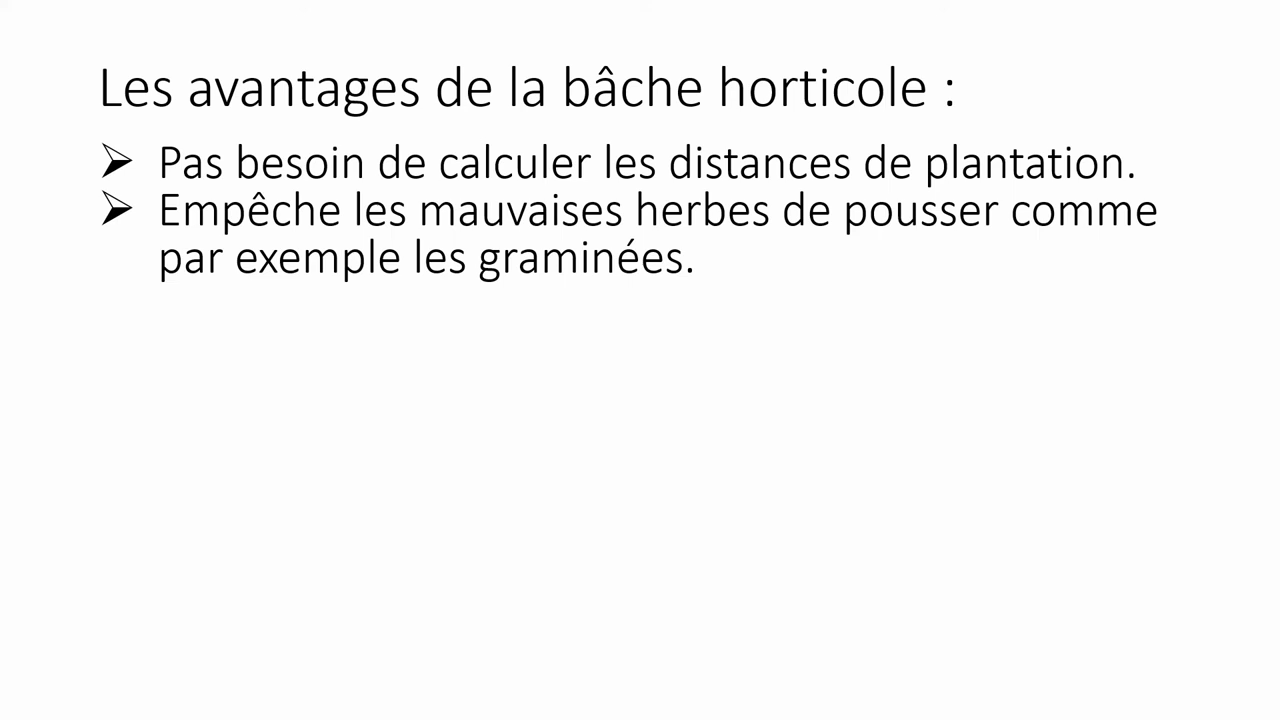 Les avantages de la bâche horticole :
➢ Pas besoin de calculer les distances de plantation.
➢ Empêche les mauvaises herbes de pousser comme
par exemple les graminées.